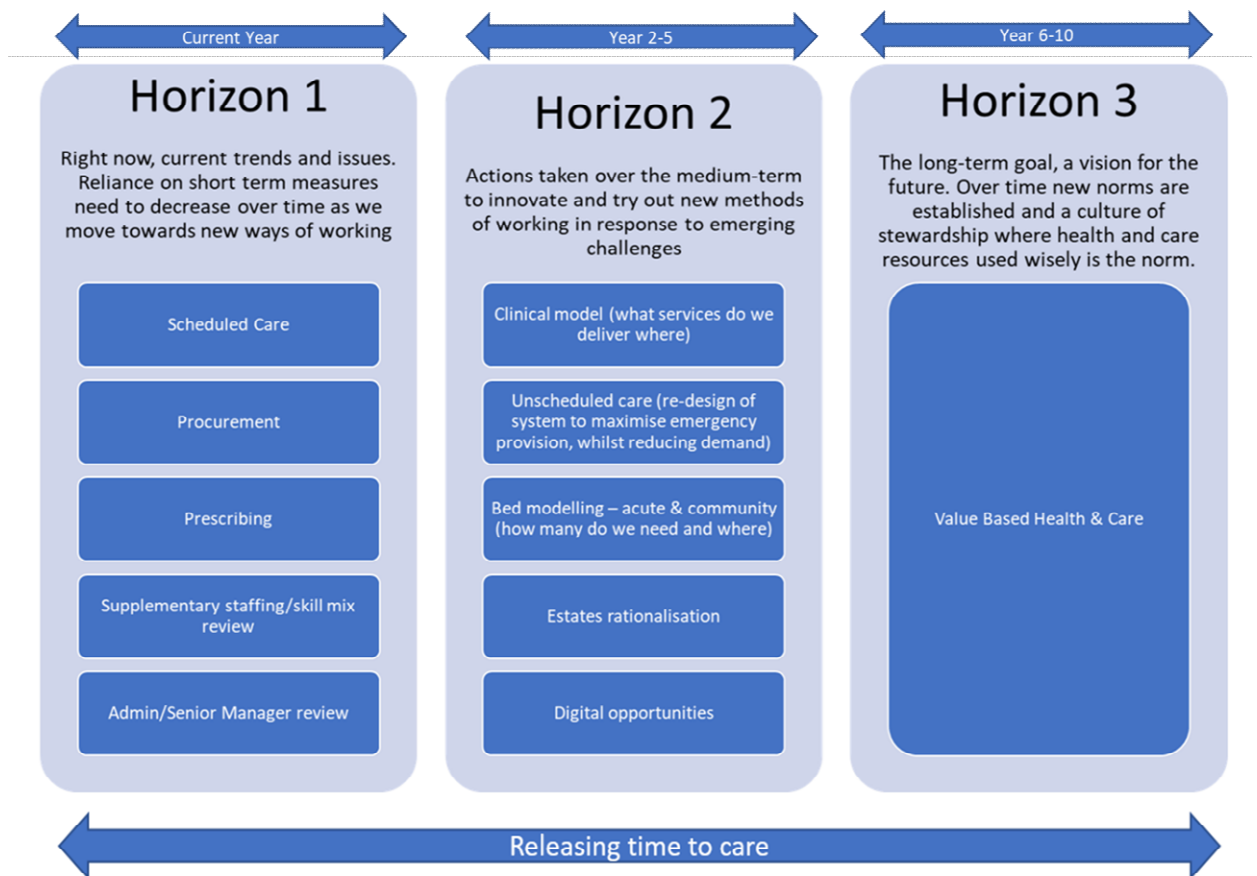 Current Year
Year 2-5
Year 6-10
Horizon 1
Right now, current trends and issues.
Reliance on short term measures
need to decrease over time as we
move towards new ways of working
Scheduled Care
Procurement
Prescribing
Supplementary staffing/skill mix
review
Admin/Senior Manager review
Horizon 2
Actions taken over the medium-term
to innovate and try out new methods
of working in response to emerging
challenges
Clinical model (what services do we
deliver where)
Unscheduled care (re-design of
system to maximise emergency
provision, whilst reducing demand)
Bed modelling – acute & community
(how many do we need and where)
Estates rationalisation
Digital opportunities
Horizon 3
The long-term goal, a vision for the
future. Over time new norms are
established and a culture of
stewardship where health and care
resources used wisely is the norm.
Value Based Health & Care
Releasing time to care